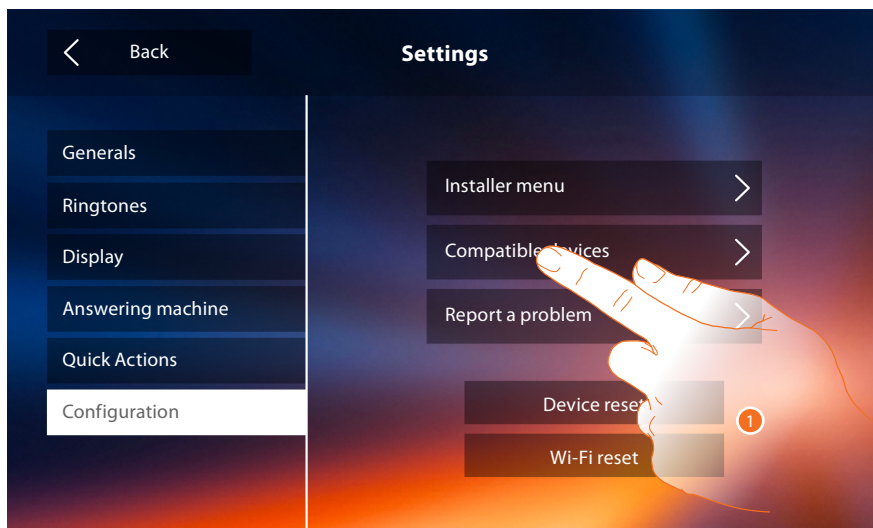 Back
Settings
Generals
Ringtones
Display
Answering machine
Quick Actions
Configuration
Installer menu
Compatible devices
Report a problem
Device reset
1
Wi-Fi reset